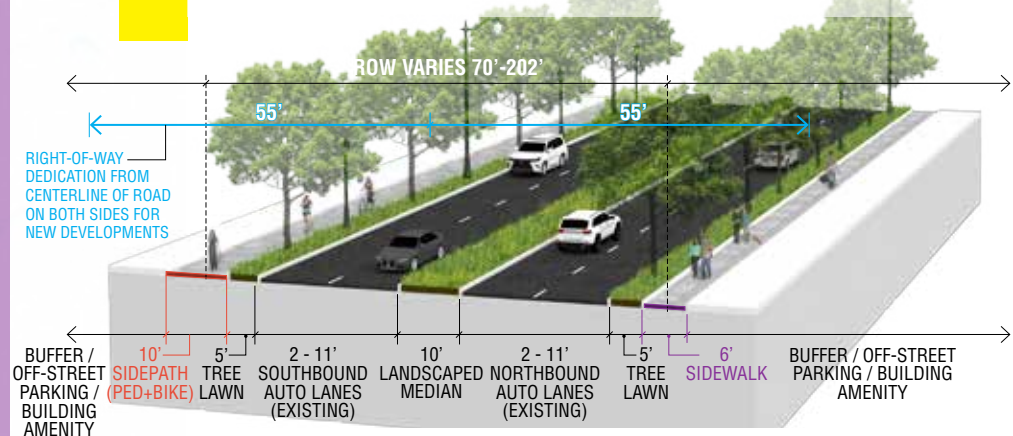 ROW VARIES 70'-202'
55'
55'
RIGHT-OF-WAY
DEDICATION FROM
CENTERLINE OF ROAD
ON BOTH SIDES FOR
NEW DEVELOPMENTS
BUFFER /
OFF-STREET
PARKING /
BUILDING
AMENITY
10'
SIDEPATH
(PED+BIKE)
5'
TREE
LAWN
2 - 11'
SOUTHBOUND
AUTO LANES
(EXISTING)
10'
LANDSCAPED
MEDIAN
2 - 11'
NORTHBOUND
AUTO LANES
(EXISTING)
5'
TREE
LAWN
6'
SIDEWALK
BUFFER / OFF-STREET
PARKING / BUILDING
AMENITY